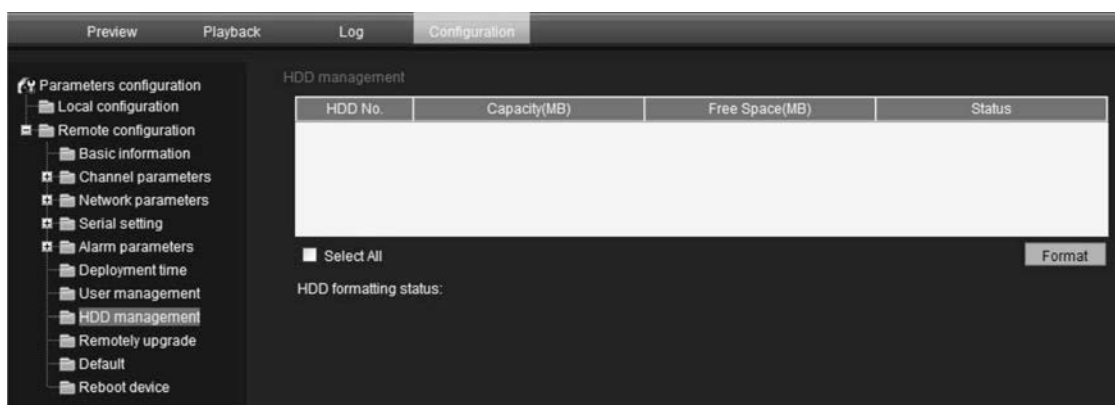 Preview Playback Log Configuration
Parameters configuration
Local configuration
Remote configuration
Basic information
Channel parameters
Network parameters
Serial setting
Alarm parameters
Deployment time
User management
HDD management
Remotely upgrade
Default
Reboot device
HDD management
HDD No. Capacity(MB) Free Space(MB) Status
Select All Format
HDD formatting status: